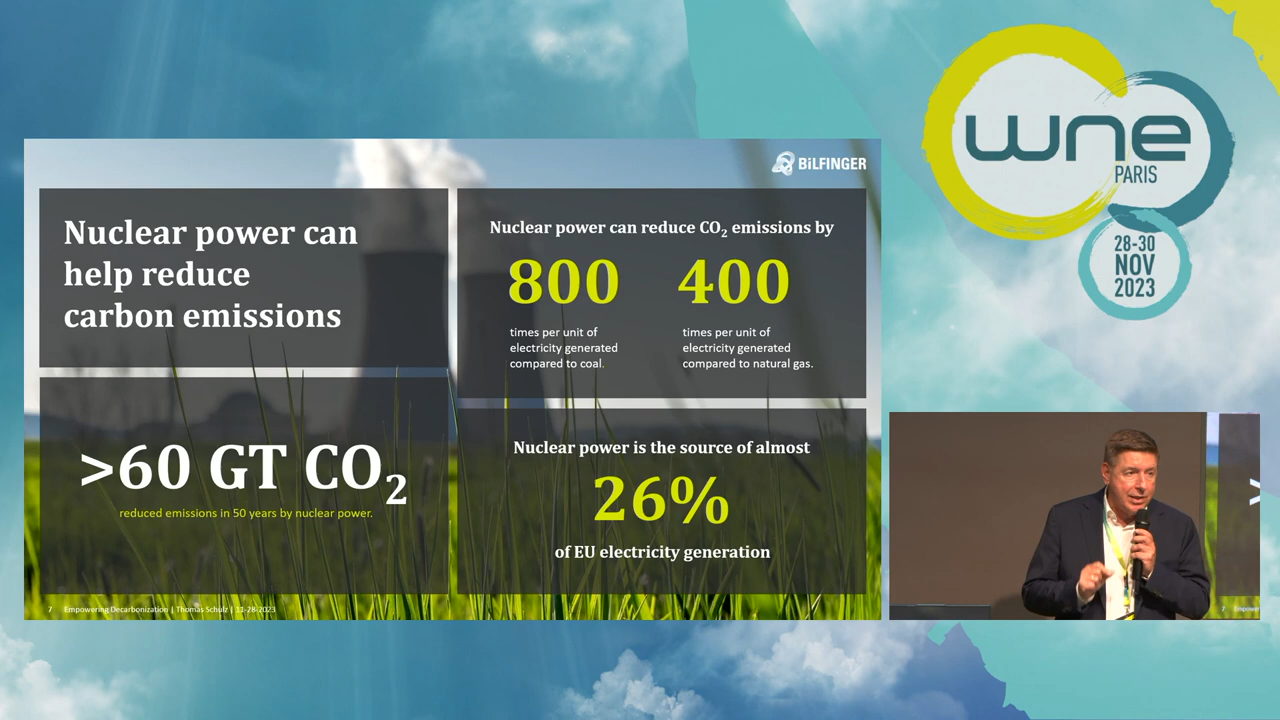 BiLFINGER
Nuclear power can
help reduce
carbon emissions
>60 GT CO₂
reduced emissions in 50 years by nuclear power.
Nuclear power can reduce CO₂ emissions by
800
times per unit of
electricity generated
compared to coal.
400
times per unit of
electricity generated
compared to natural gas.
Nuclear power is the source of almost
26%
of EU electricity generation
7 Empowering Decarbonization | Thomas Schulz | 11-28-2023
wne
PARIS
28-30
NOV
2023
7 Empower